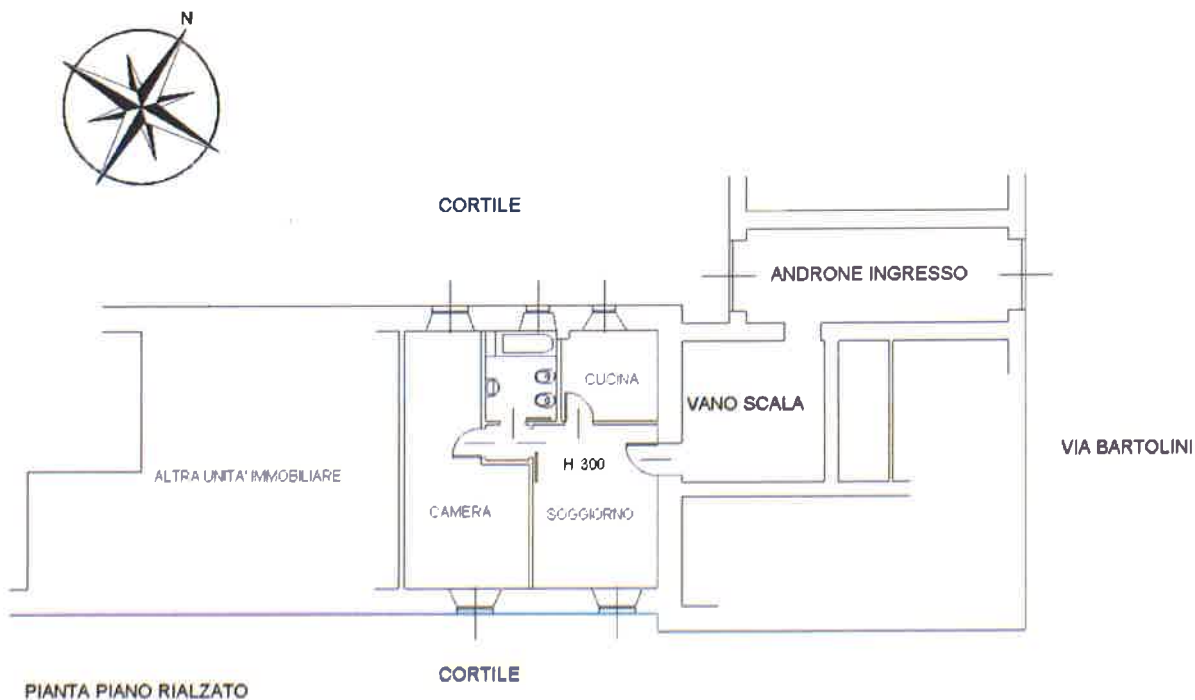 N
CORTILE
ANDRONE INGRESSO
CUCINA
VANO SCALA
VIA BARTOLINI
H 300
ALTRA UNITA' IMMOBILIARE
CAMERA
SOGGIORNO
CORTILE
PIANTA PIANO RIALZATO